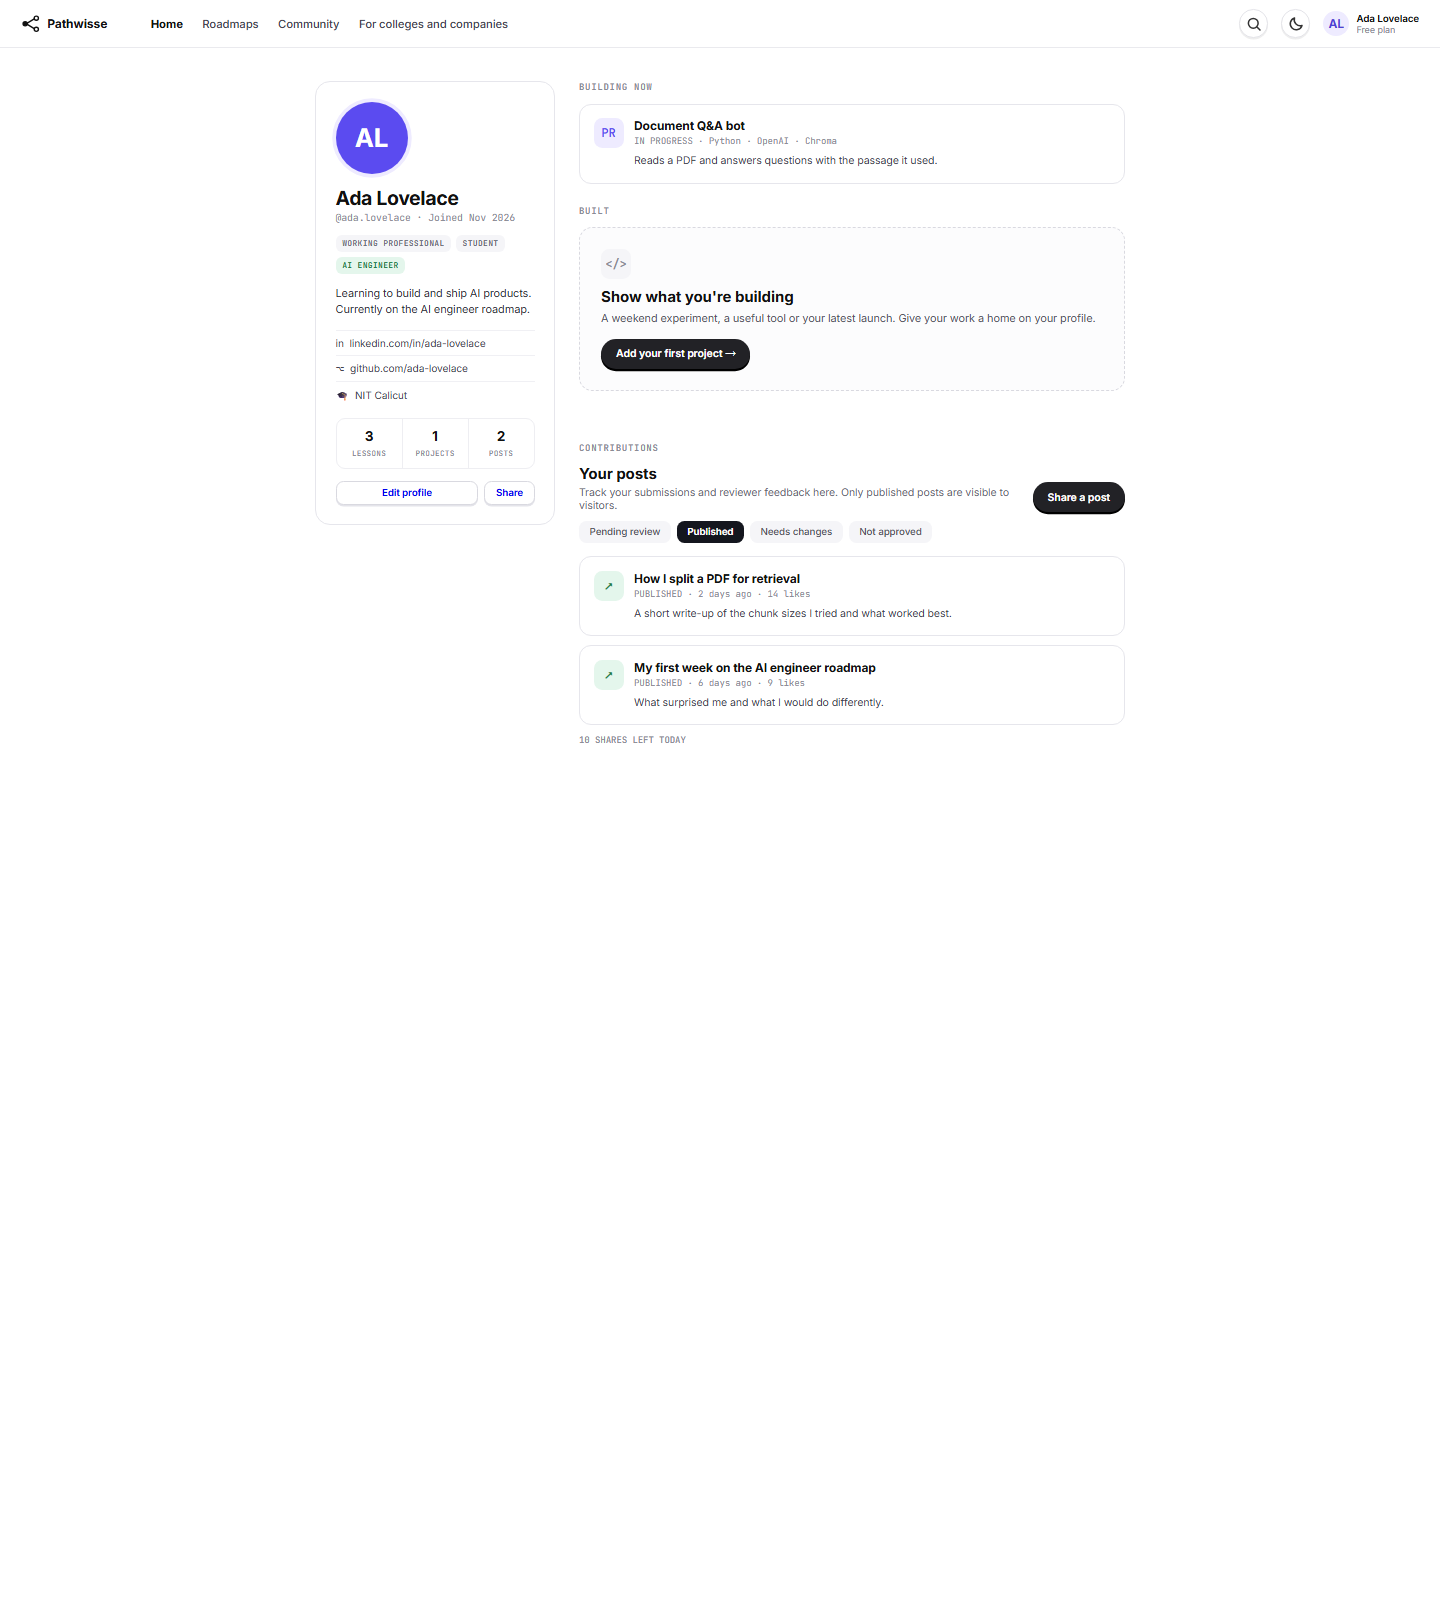 Pathwisse
Home
Roadmaps
Community
For colleges and companies
AL
Ada Lovelace
Free plan
AL
Ada Lovelace
@ada.lovelace · Joined Nov 2026
WORKING PROFESSIONAL
STUDENT
AI ENGINEER
Learning to build and ship AI products.
Currently on the AI engineer roadmap.
in linkedin.com/in/ada-lovelace
⌥ github.com/ada-lovelace
NIT Calicut
3
LESSONS
1
PROJECTS
2
POSTS
Edit profile
Share
BUILDING NOW
PR
Document Q&A bot
IN PROGRESS · Python · OpenAI · Chroma
Reads a PDF and answers questions with the passage it used.
BUILT
</>
Show what you're building
A weekend experiment, a useful tool or your latest launch. Give your work a home on your profile.
Add your first project →
CONTRIBUTIONS
Your posts
Track your submissions and reviewer feedback here. Only published posts are visible to
visitors.
Share a post
Pending review
Published
Needs changes
Not approved
↗
How I split a PDF for retrieval
PUBLISHED · 2 days ago · 14 likes
A short write-up of the chunk sizes I tried and what worked best.
↗
My first week on the AI engineer roadmap
PUBLISHED · 6 days ago · 9 likes
What surprised me and what I would do differently.
10 SHARES LEFT TODAY